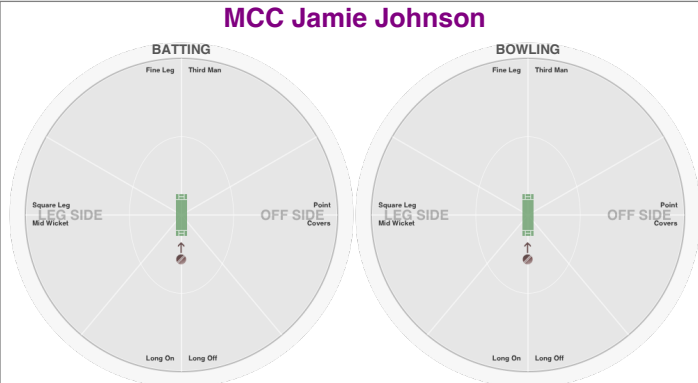 MCC Jamie Johnson
BATTING
Fine Leg Third Man
Square Leg
LEG SIDE
Mid Wicket
Point
OFF SIDE
Covers
Long On Long Off
BOWLING
Fine Leg Third Man
Square Leg
LEG SIDE
Mid Wicket
Point
OFF SIDE
Covers
Long On Long Off